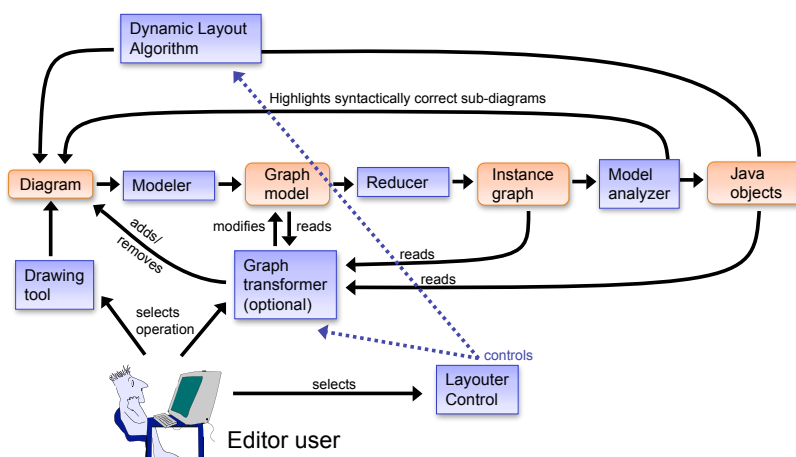 Dynamic Layout
Algorithm
Highlights syntactically correct sub-diagrams
Diagram
Modeler
Graph
model
Reducer
Instance
graph
Model
analyzer
Java
objects
adds/
removes
modifies
reads
reads
reads
Drawing
tool
Graph
transformer
(optional)
selects
operation
controls
selects
Layouter
Control
Editor user